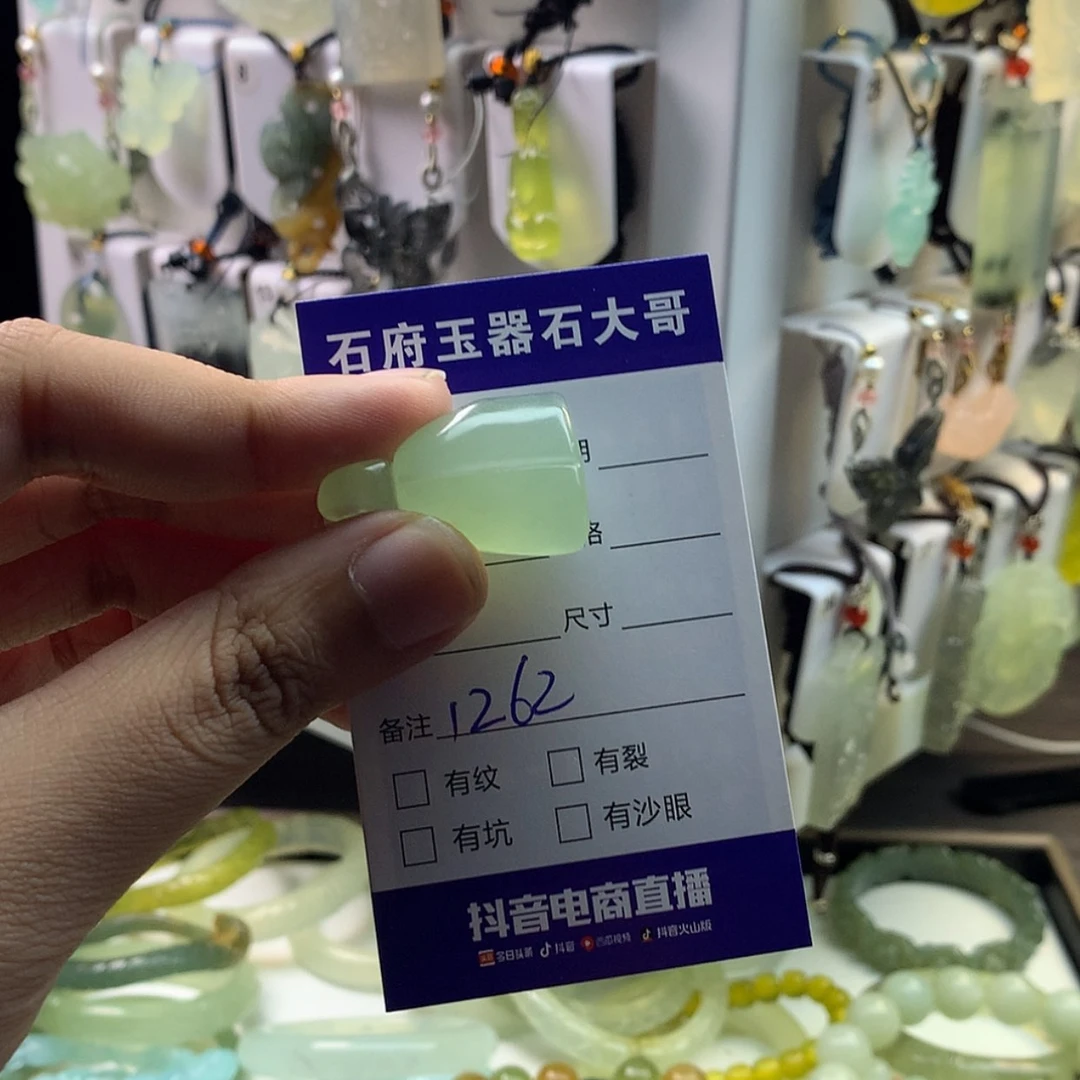 石府玉器石大哥
格
尺寸
备注 1262
有纹 有裂
有坑 有沙眼
抖音电商直播
今日头条 抖音 西瓜视频 抖音火山版